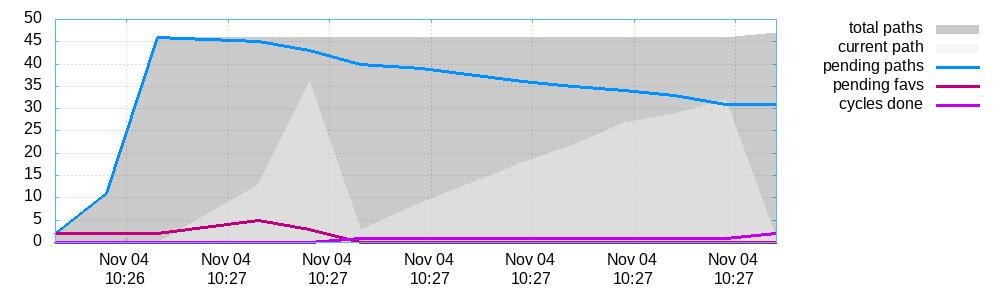 50
45
40
35
30
25
20
15
10
5
0
Nov 04 Nov 04 Nov 04 Nov 04 Nov 04 Nov 04 Nov 04
10:26 10:27 10:27 10:27 10:27 10:27 10:27
total paths
current path
pending paths
pending favs
cycles done